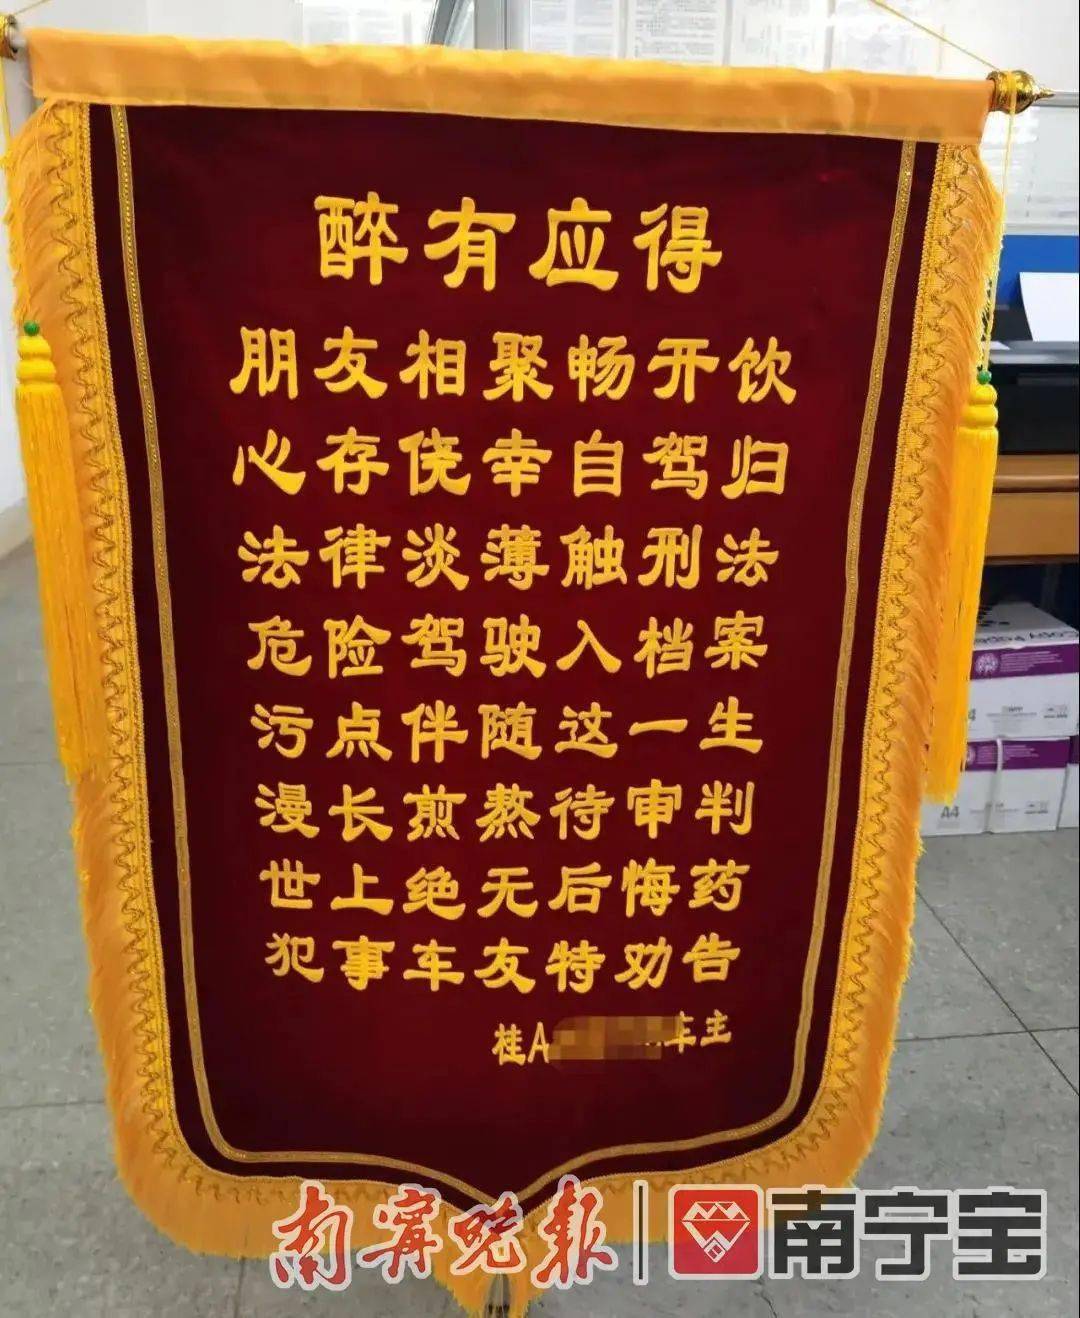 醉有应得
朋友相聚畅开饮
心存侥幸自驾归
法律淡薄触刑法
危险驾驶入档案
污点伴随这一生
漫长煎熬待审判
世上绝无后悔药
犯事车友特劝告
桂A 车主
A4
南宁晚报
南宁宝